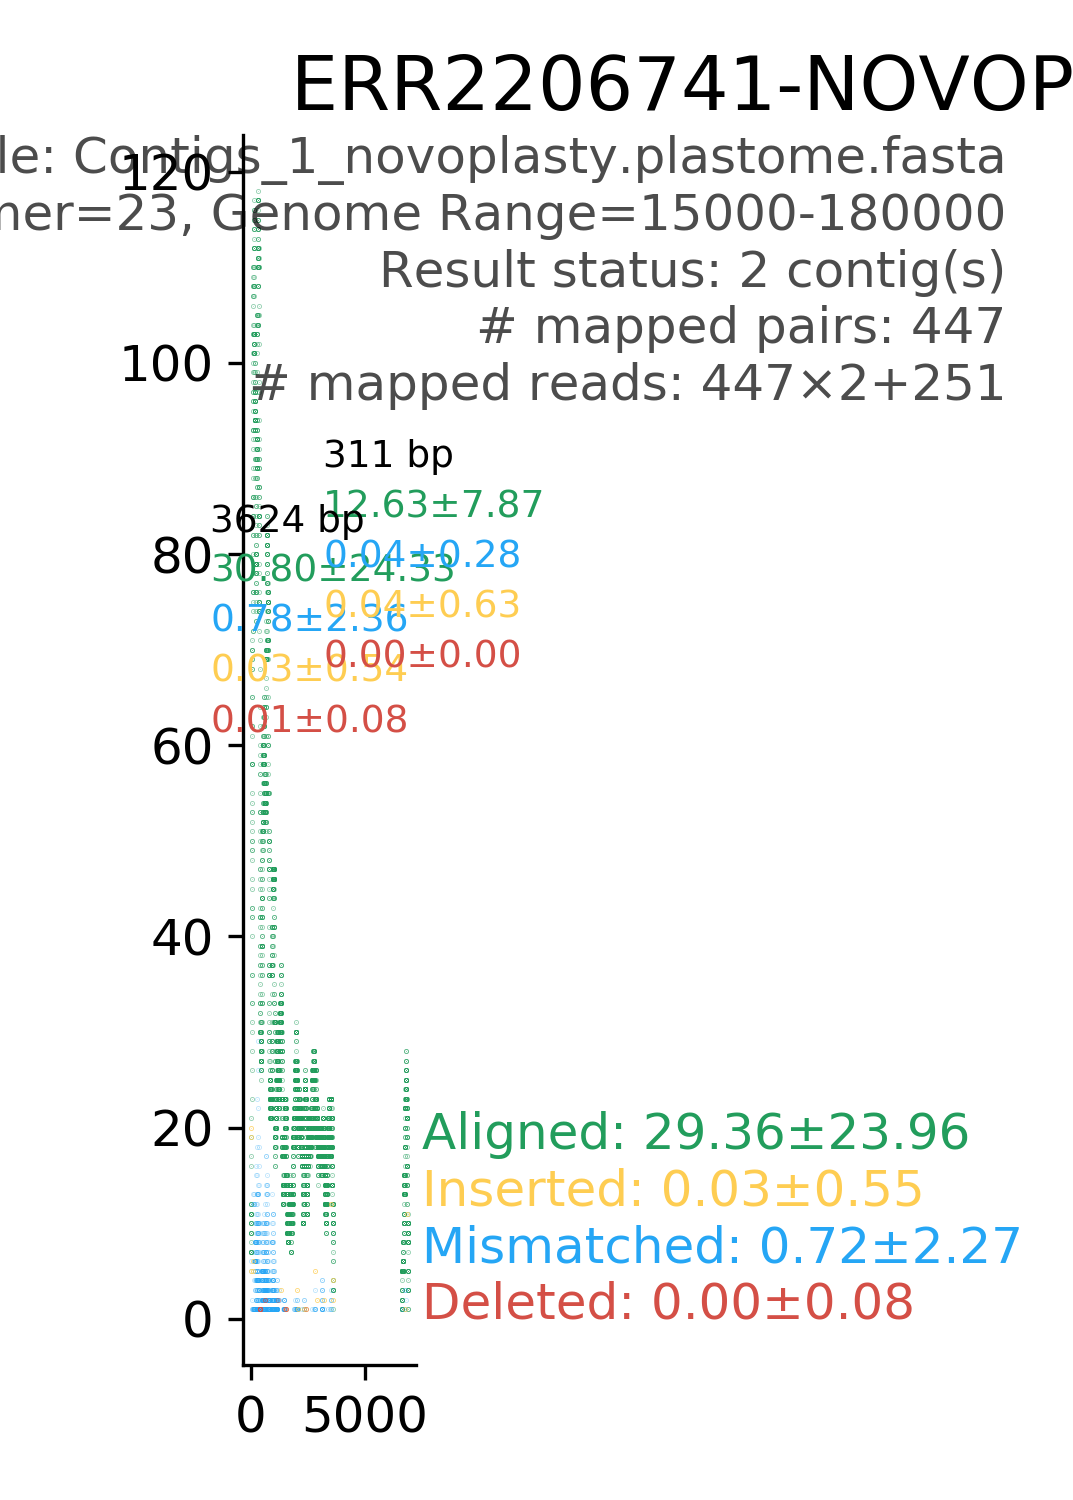 ERR2206741-NOVOP
le: Contigs_1_novoplasty.plastome.fasta
mer=23, Genome Range=15000-180000
Result status: 2 contig(s)
# mapped pairs: 447
# mapped reads: 447×2+251
311 bp
12.63±7.87
0.04±0.28
0.04±0.63
0.00±0.00
3624 bp
30.80±24.33
0.78±2.36
0.03±0.54
0.01±0.08
120
100
80
60
40
20
0
Aligned: 29.36±23.96
Inserted: 0.03±0.55
Mismatched: 0.72±2.27
Deleted: 0.00±0.08
0 5000